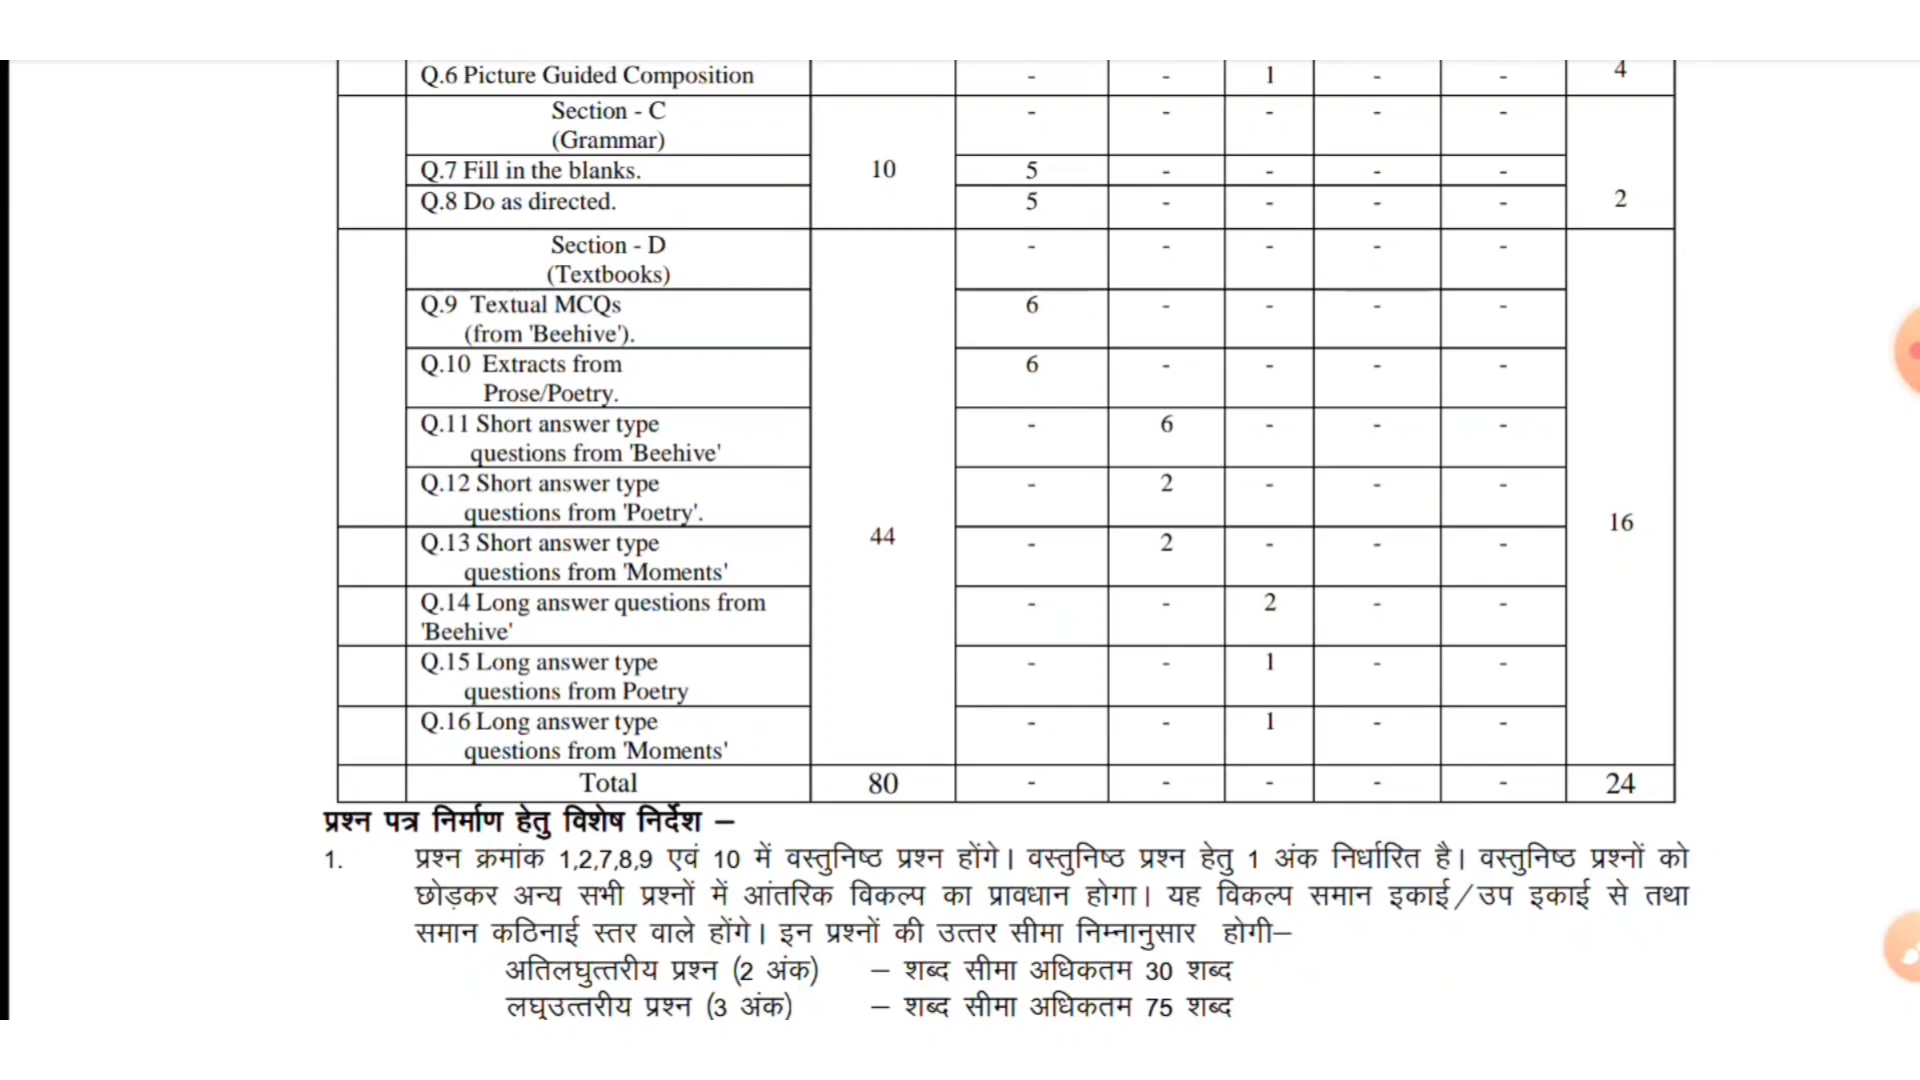 Q.6 Picture Guided Composition - - 1 - - 4
Section - C
(Grammar)
- - - - -
10
Q.7 Fill in the blanks. 5 - - - -
Q.8 Do as directed. 5 - - - -
2
Section - D
(Textbooks)
- - - - -
Q.9 Textual MCQs
(from 'Beehive').
6 - - - -
Q.10 Extracts from
Prose/Poetry.
6 - - - -
Q.11 Short answer type
questions from 'Beehive'
- 6 - - -
Q.12 Short answer type
questions from 'Poetry'.
- 2 - - -
44
16
Q.13 Short answer type
questions from 'Moments'
- 2 - - -
Q.14 Long answer questions from
'Beehive'
- - 2 - -
Q.15 Long answer type
questions from Poetry
- - 1 - -
Q.16 Long answer type
questions from 'Moments'
- - 1 - -
Total 80 - - - - - 24
प्रश्न पत्र निर्माण हेतु विशेष निर्देश –
1. प्रश्न क्रमांक 1,2,7,8,9 एवं 10 में वस्तुनिष्ठ प्रश्न होंगे। वस्तुनिष्ठ प्रश्न हेतु 1 अंक निर्धारित है। वस्तुनिष्ठ प्रश्नों को
छोड़कर अन्य सभी प्रश्नों में आंतरिक विकल्प का प्रावधान होगा। यह विकल्प समान इकाई/उप इकाई से तथा
समान कठिनाई स्तर वाले होंगे। इन प्रश्नों की उत्तर सीमा निम्नानुसार होगी–
अतिलघुत्तरीय प्रश्न (2 अंक) – शब्द सीमा अधिकतम 30 शब्द
लघुउत्तरीय प्रश्न (3 अंक) – शब्द सीमा अधिकतम 75 शब्द